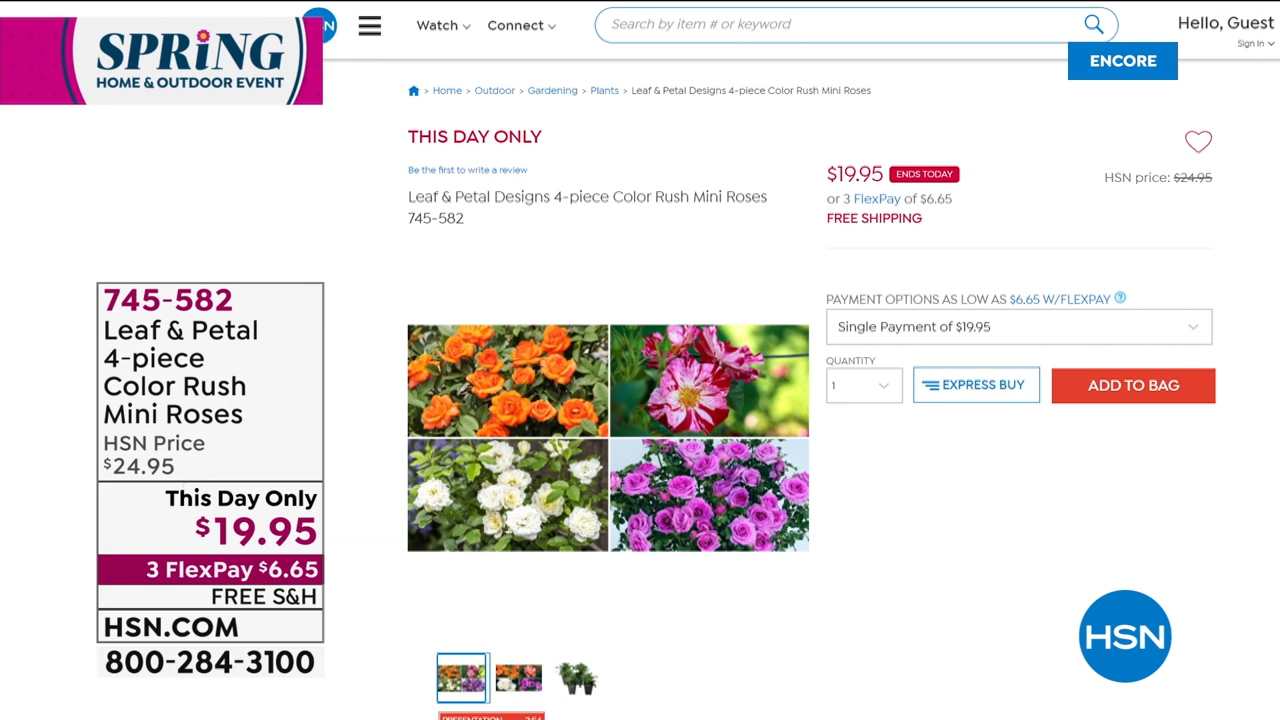 SPRiNG
HOME & OUTDOOR EVENT
Watch
Connect
Search by item # or keyword
Hello, Guest
Sign In
ENCORE
> Home > Outdoor > Gardening > Plants > Leaf & Petal Designs 4-piece Color Rush Mini Roses
THIS DAY ONLY
Be the first to write a review
Leaf & Petal Designs 4-piece Color Rush Mini Roses
745-582
$19.95 ENDS TODAY
HSN price: $24.95
or 3 FlexPay of $6.65
FREE SHIPPING
PAYMENT OPTIONS AS LOW AS $6.65 W/FLEXPAY ?
Single Payment of $19.95
QUANTITY
1
EXPRESS BUY
ADD TO BAG
745-582
Leaf & Petal
4-piece
Color Rush
Mini Roses
HSN Price
$24.95
This Day Only
$19.95
3 FlexPay $6.65
FREE S&H
HSN.COM
800-284-3100
HSN